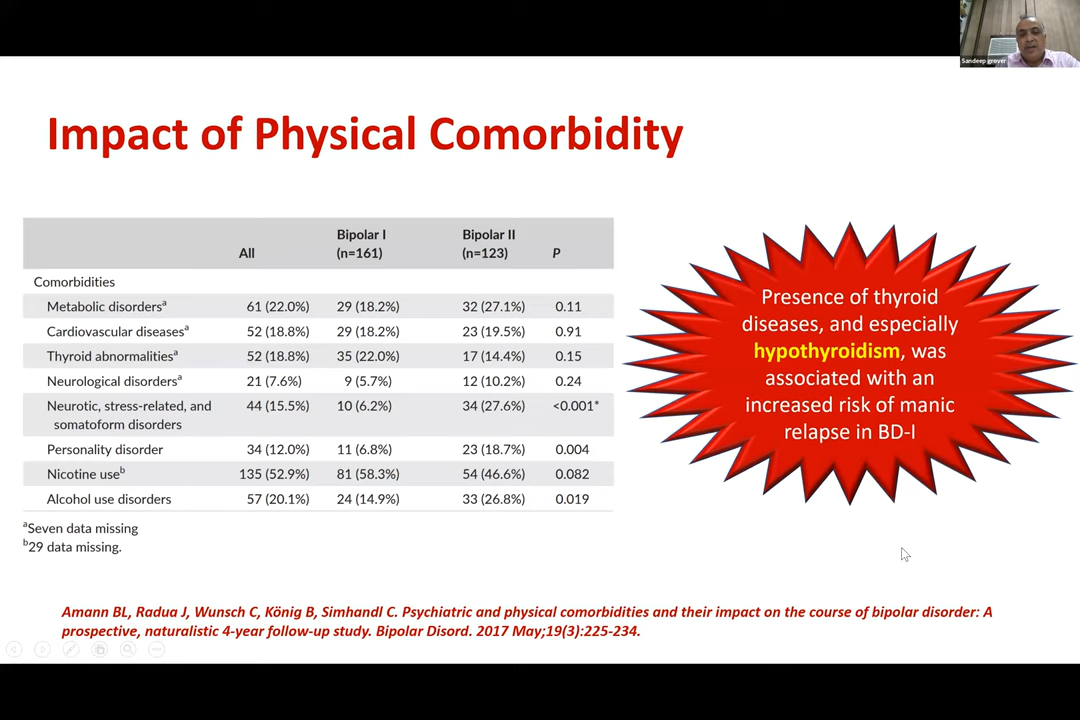 Sandeep grover
Impact of Physical Comorbidity
All Bipolar I (n=161) Bipolar II (n=123) P
Comorbidities
Metabolic disordersᵃ 61 (22.0%) 29 (18.2%) 32 (27.1%) 0.11
Cardiovascular diseasesᵃ 52 (18.8%) 29 (18.2%) 23 (19.5%) 0.91
Thyroid abnormalitiesᵃ 52 (18.8%) 35 (22.0%) 17 (14.4%) 0.15
Neurological disordersᵃ 21 (7.6%) 9 (5.7%) 12 (10.2%) 0.24
Neurotic, stress-related, and 44 (15.5%) 10 (6.2%) 34 (27.6%) <0.001*
somatoform disorders
Personality disorder 34 (12.0%) 11 (6.8%) 23 (18.7%) 0.004
Nicotine useᵇ 135 (52.9%) 81 (58.3%) 54 (46.6%) 0.082
Alcohol use disorders 57 (20.1%) 24 (14.9%) 33 (26.8%) 0.019
ᵃSeven data missing
ᵇ29 data missing.
Presence of thyroid
diseases, and especially
hypothyroidism, was
associated with an
increased risk of manic
relapse in BD-I
Amann BL, Radua J, Wunsch C, König B, Simhandl C. Psychiatric and physical comorbidities and their impact on the course of bipolar disorder: A
prospective, naturalistic 4-year follow-up study. Bipolar Disord. 2017 May;19(3):225-234.